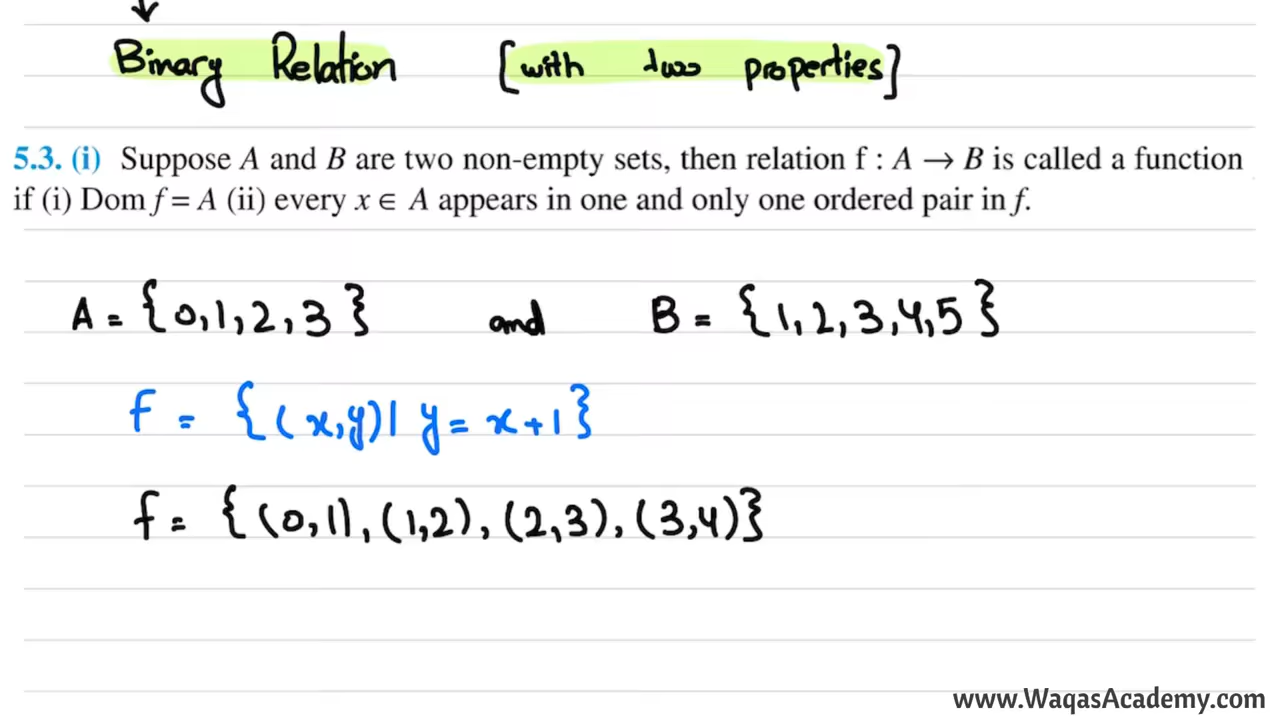 Binary Relation [with two properties]
5.3. (i) Suppose A and B are two non-empty sets, then relation f : A → B is called a function
if (i) Dom f = A (ii) every x ∈ A appears in one and only one ordered pair in f.
A = {0,1,2,3} and B = {1,2,3,4,5}
f = {(x,y)| y = x+1}
f = {(0,1), (1,2), (2,3), (3,4)}
www.WaqasAcademy.com